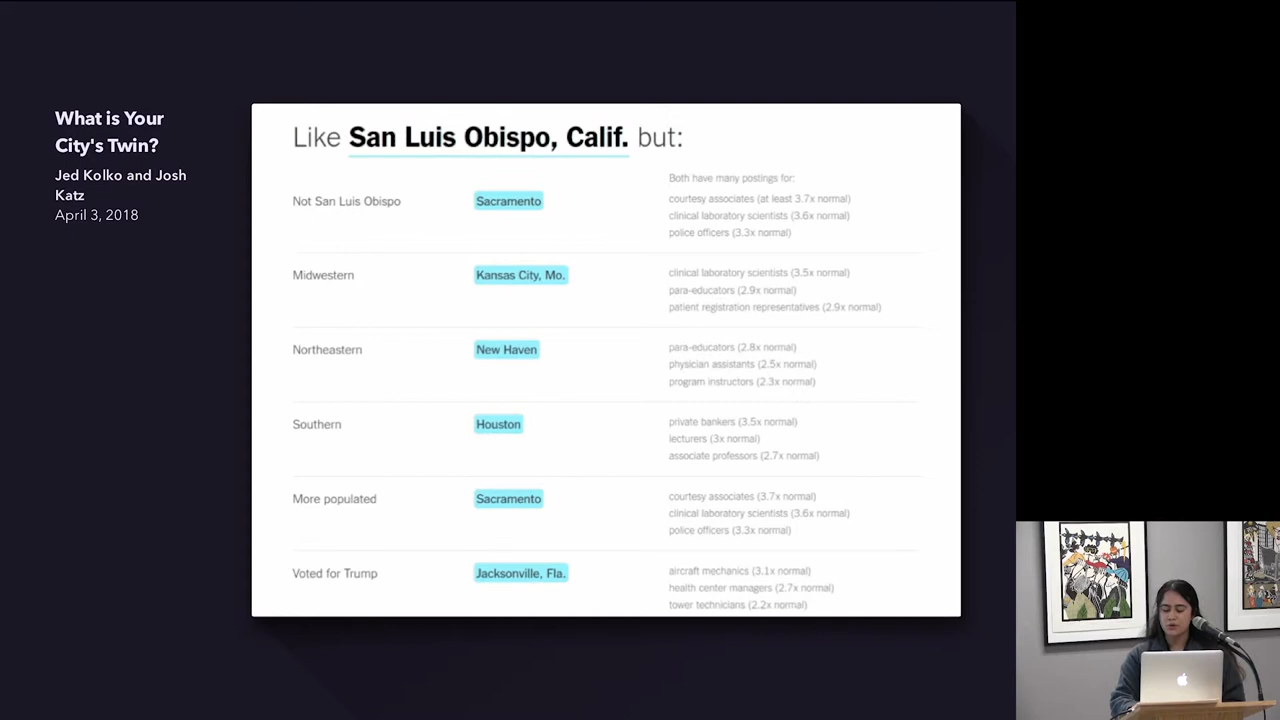 What is Your
City's Twin?
Jed Kolko and Josh
Katz
April 3, 2018
Like San Luis Obispo, Calif. but:
Both have many postings for:
Not San Luis Obispo
Sacramento
courtesy associates (at least 3.7x normal)
clinical laboratory scientists (3.6x normal)
police officers (3.3x normal)
Midwestern
Kansas City, Mo.
clinical laboratory scientists (3.5x normal)
para-educators (2.9x normal)
patient registration representatives (2.9x normal)
Northeastern
New Haven
para-educators (2.8x normal)
physician assistants (2.5x normal)
program instructors (2.3x normal)
Southern
Houston
private bankers (3.5x normal)
lecturers (3x normal)
associate professors (2.7x normal)
More populated
Sacramento
courtesy associates (3.7x normal)
clinical laboratory scientists (3.6x normal)
police officers (3.3x normal)
Voted for Trump
Jacksonville, Fla.
aircraft mechanics (3.1x normal)
health center managers (2.7x normal)
tower technicians (2.2x normal)